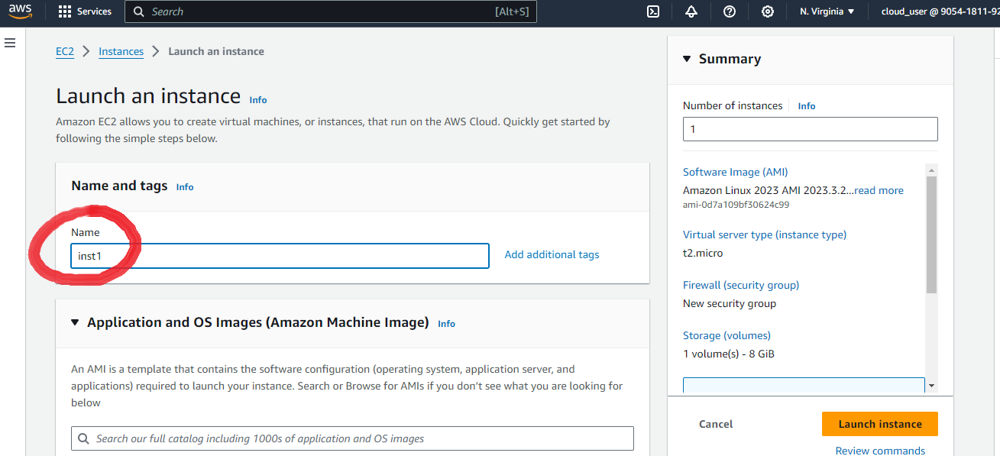 aws
Services
Search
[Alt+S]
N. Virginia
cloud_user @ 9054-1811-92
EC2
Instances
Launch an instance
Launch an instance
Info
Amazon EC2 allows you to create virtual machines, or instances, that run on the AWS Cloud. Quickly get started by
following the simple steps below.
Name and tags
Info
Name
inst1
Add additional tags
Application and OS Images (Amazon Machine Image)
Info
An AMI is a template that contains the software configuration (operating system, application server, and
applications) required to launch your instance. Search or Browse for AMIs if you don’t see what you are looking for
below
Search our full catalog including 1000s of application and OS images
Summary
Number of instances
Info
1
Software Image (AMI)
Amazon Linux 2023 AMI 2023.3.2...read more
ami-0d7a109bf30624c99
Virtual server type (instance type)
t2.micro
Firewall (security group)
New security group
Storage (volumes)
1 volume(s) - 8 GiB
Cancel
Launch instance
Review commands